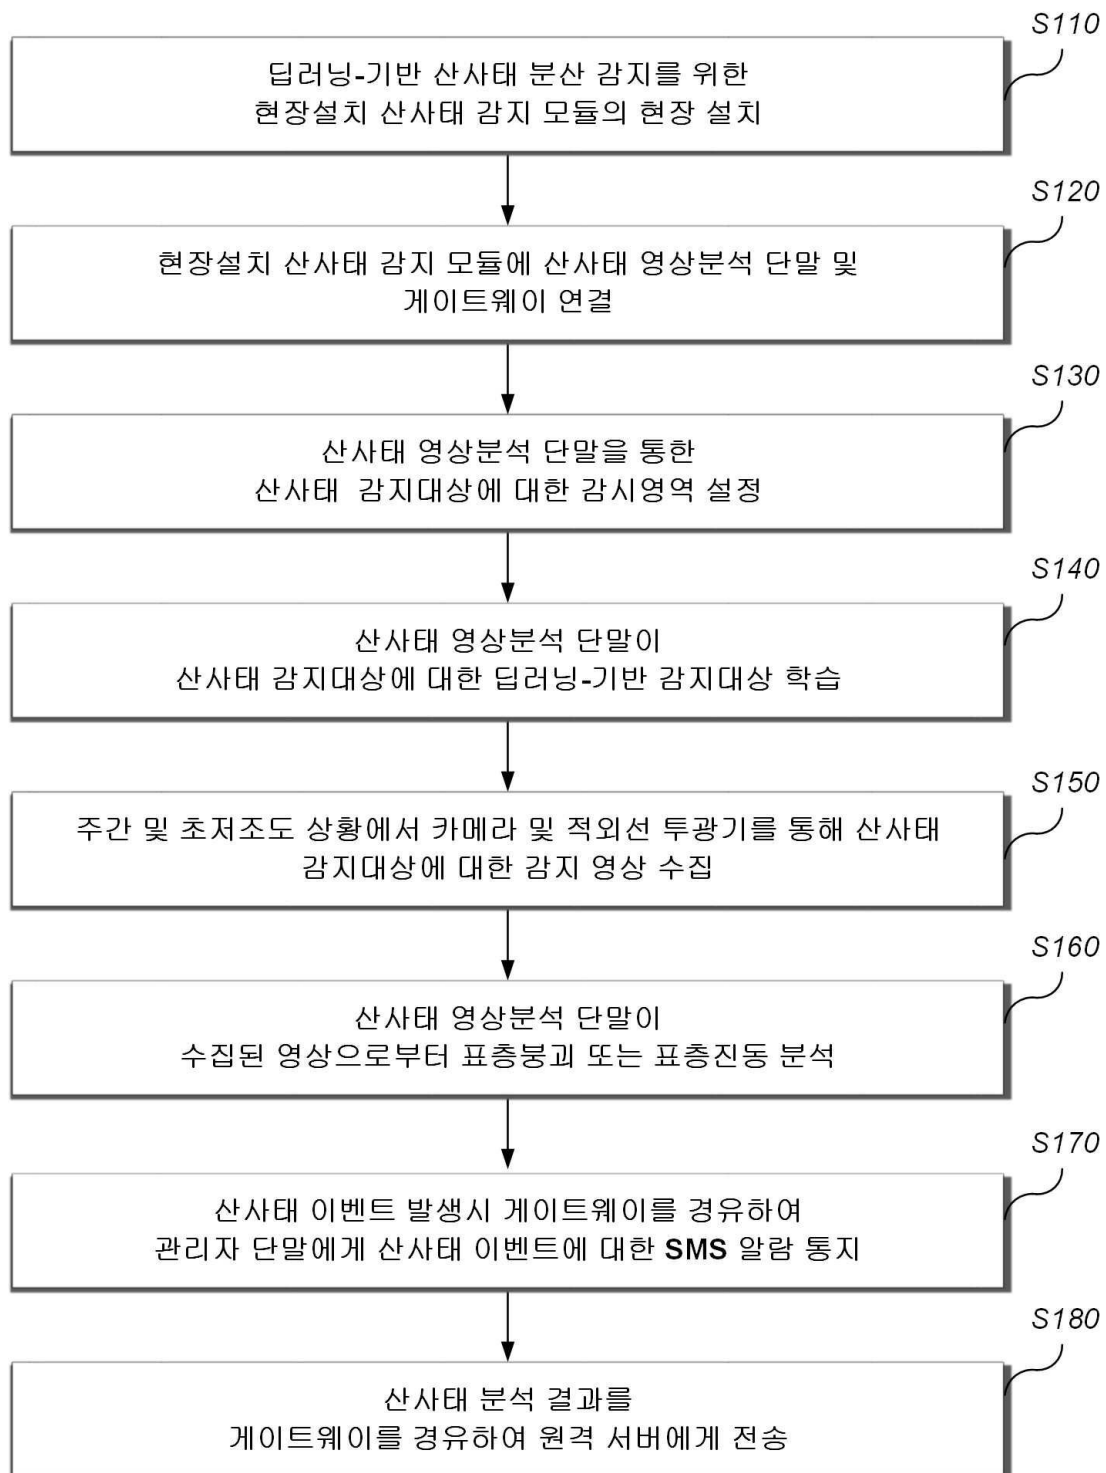 S110
딥러닝-기반 산사태 분산 감지를 위한
현장설치 산사태 감지 모듈의 현장 설치
S120
현장설치 산사태 감지 모듈에 산사태 영상분석 단말 및
게이트웨이 연결
S130
산사태 영상분석 단말을 통한
산사태 감지대상에 대한 감시영역 설정
S140
산사태 영상분석 단말이
산사태 감지대상에 대한 딥러닝-기반 감지대상 학습
S150
주간 및 초저조도 상황에서 카메라 및 적외선 투광기를 통해 산사태
감지대상에 대한 감지 영상 수집
S160
산사태 영상분석 단말이
수집된 영상으로부터 표층붕괴 또는 표층진동 분석
S170
산사태 이벤트 발생시 게이트웨이를 경유하여
관리자 단말에게 산사태 이벤트에 대한 SMS 알람 통지
S180
산사태 분석 결과를
게이트웨이를 경유하여 원격 서버에게 전송